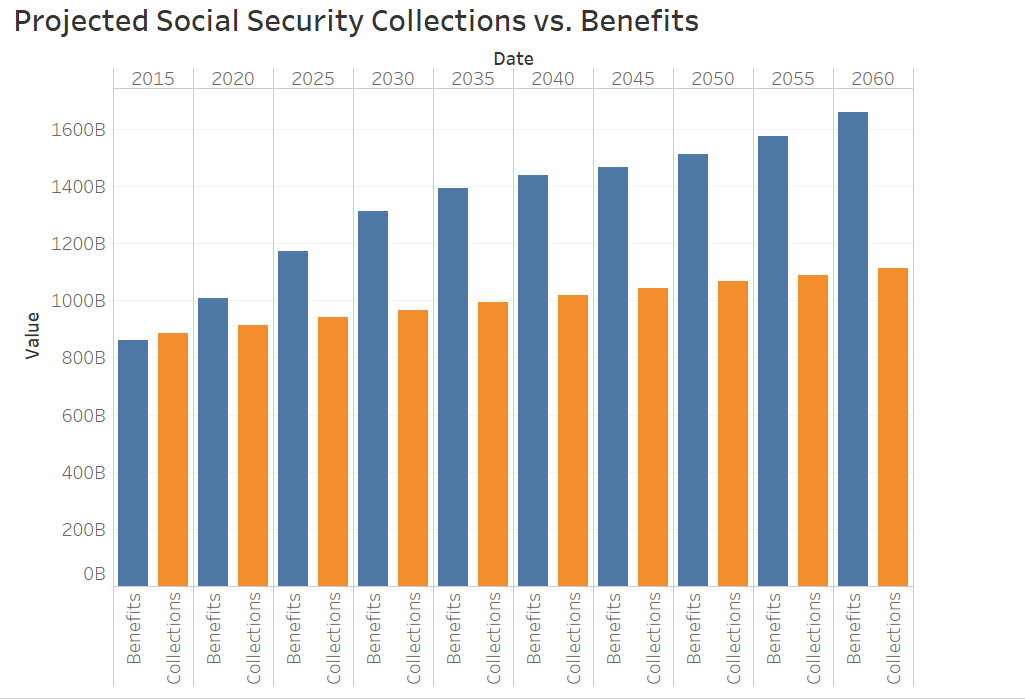 Projected Social Security Collections vs. Benefits
Date
2015 2020 2025 2030 2035 2040 2045 2050 2055 2060
Value
1600B
1400B
1200B
1000B
800B
600B
400B
200B
0B
Benefits Collections Benefits Collections Benefits Collections Benefits Collections Benefits Collections Benefits Collections Benefits Collections Benefits Collections Benefits Collections Benefits Collections